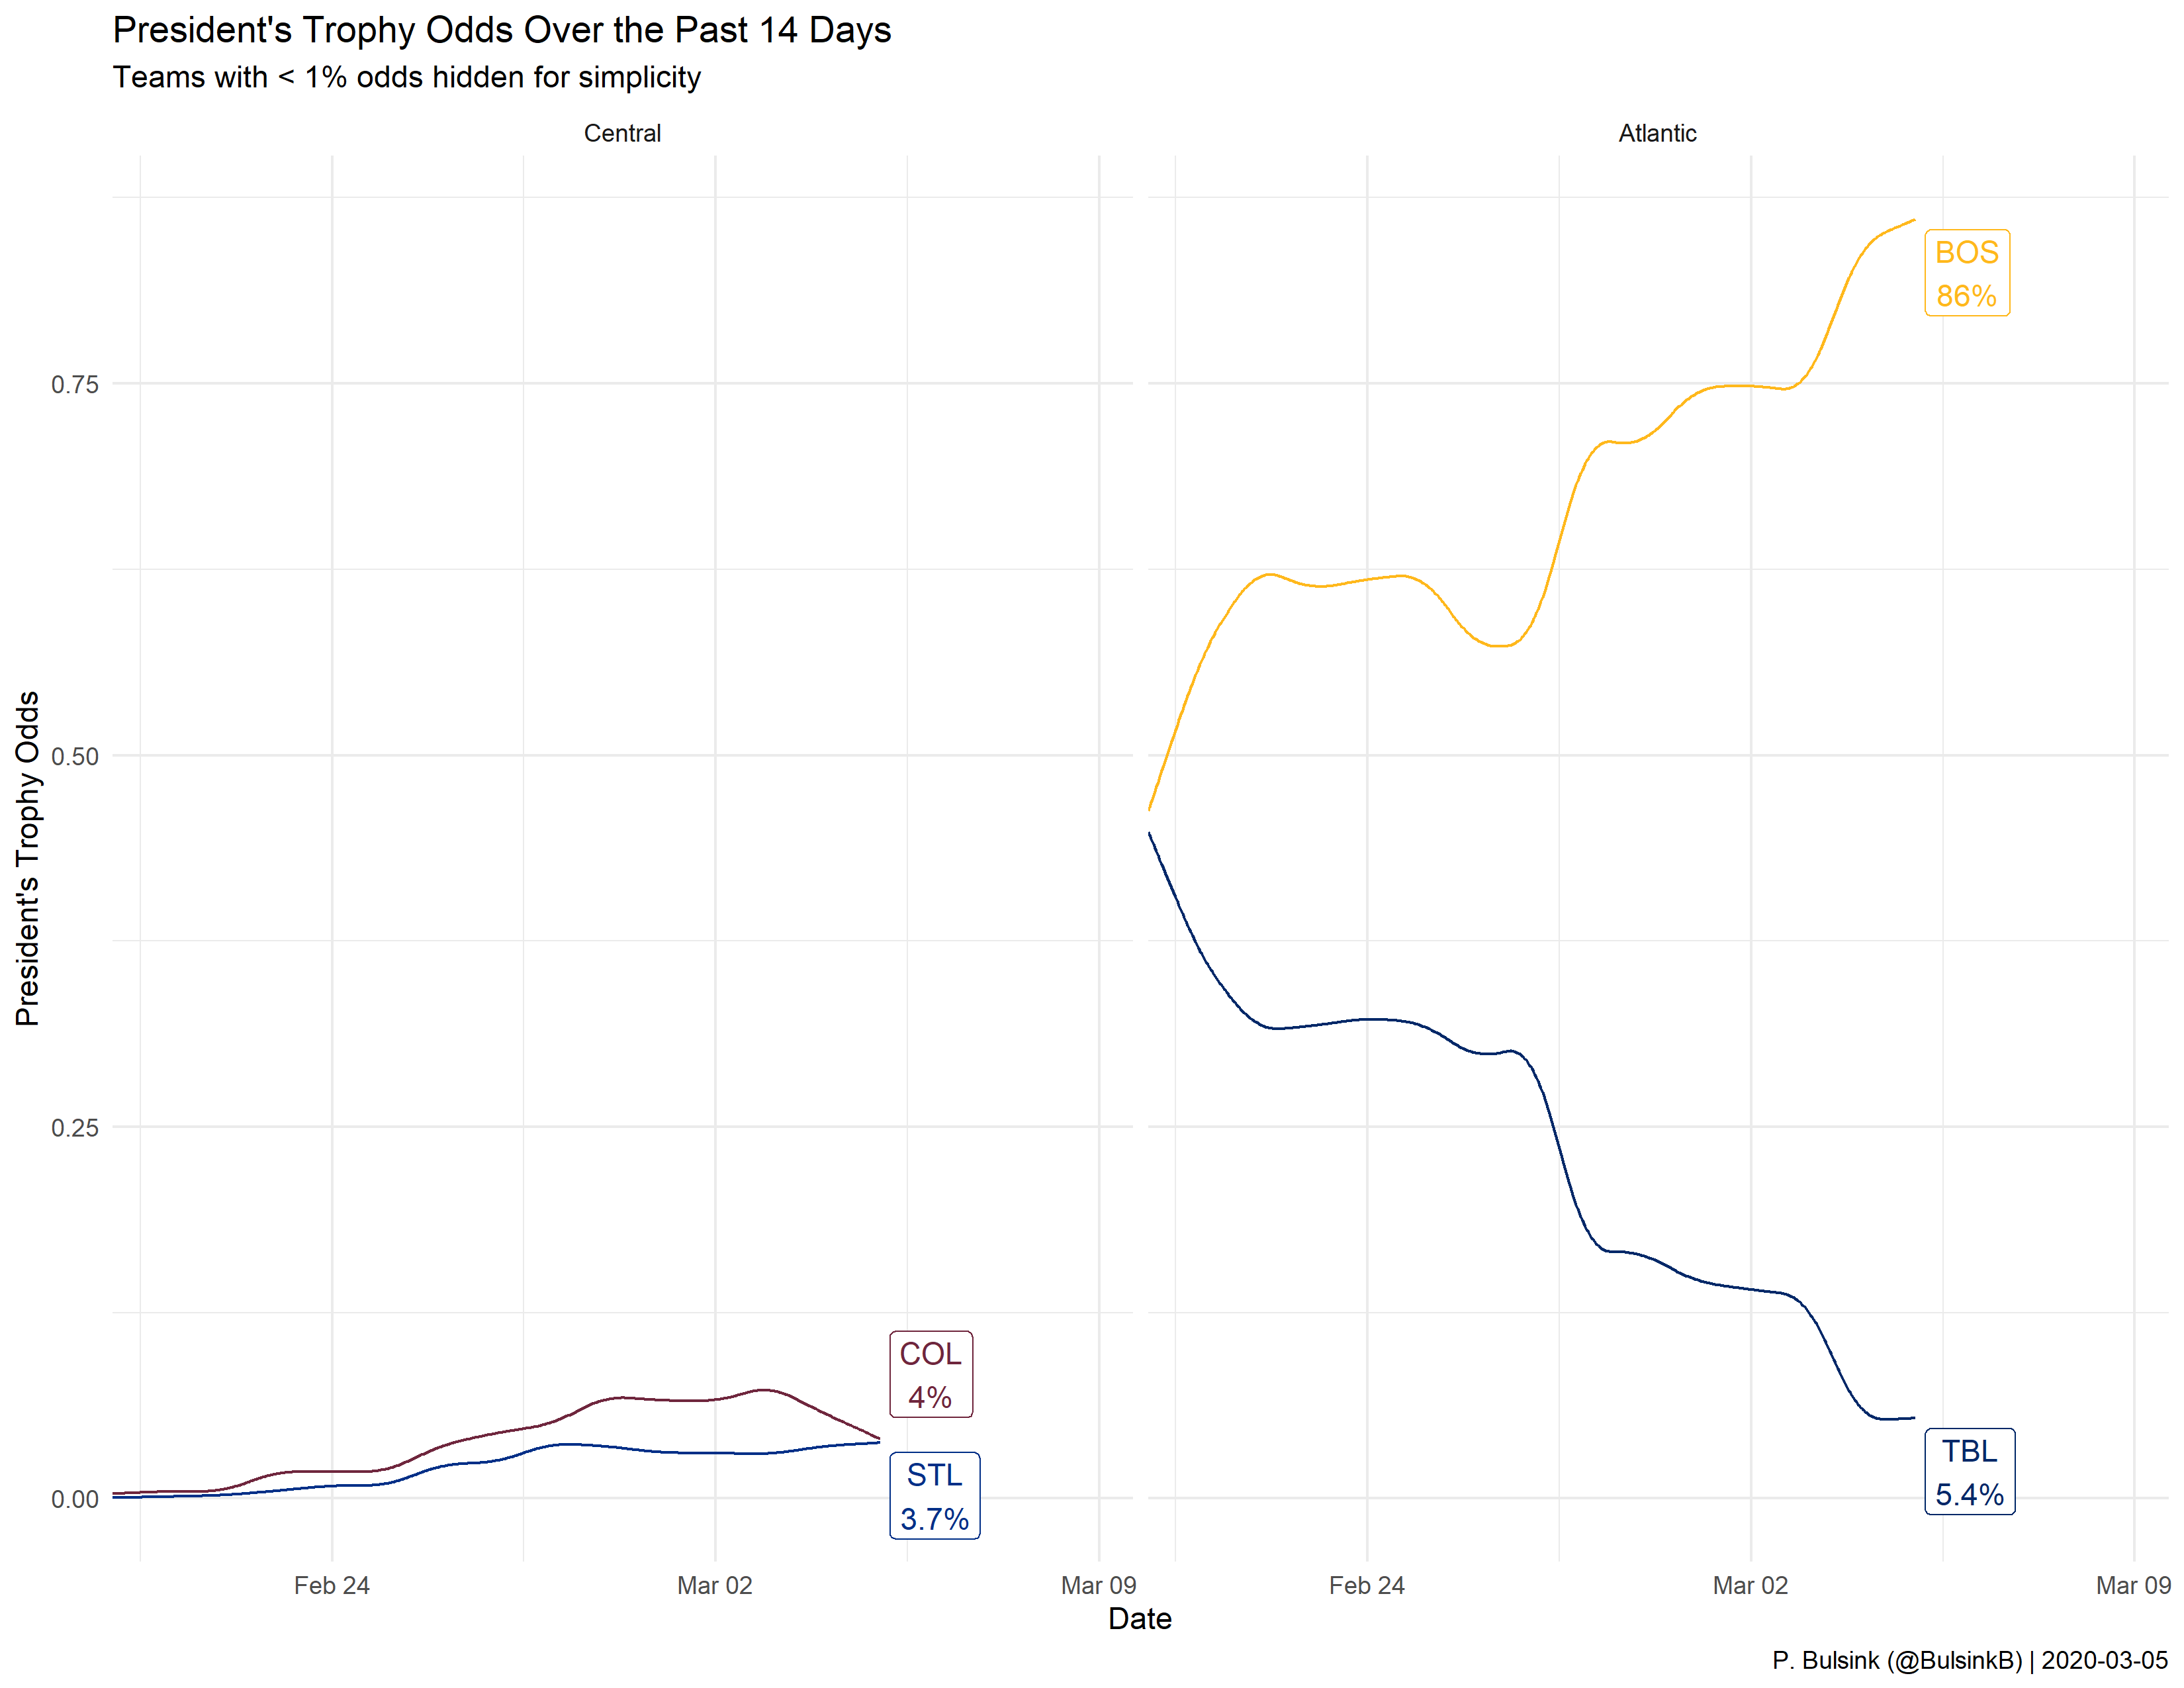 President's Trophy Odds Over the Past 14 Days
Teams with < 1% odds hidden for simplicity
Central
Atlantic
President's Trophy Odds
0.75
0.50
0.25
0.00
COL
4%
STL
3.7%
BOS
86%
TBL
5.4%
Feb 24
Mar 02
Mar 09
Feb 24
Mar 02
Mar 09
Date
P. Bulsink (@BulsinkB) | 2020-03-05